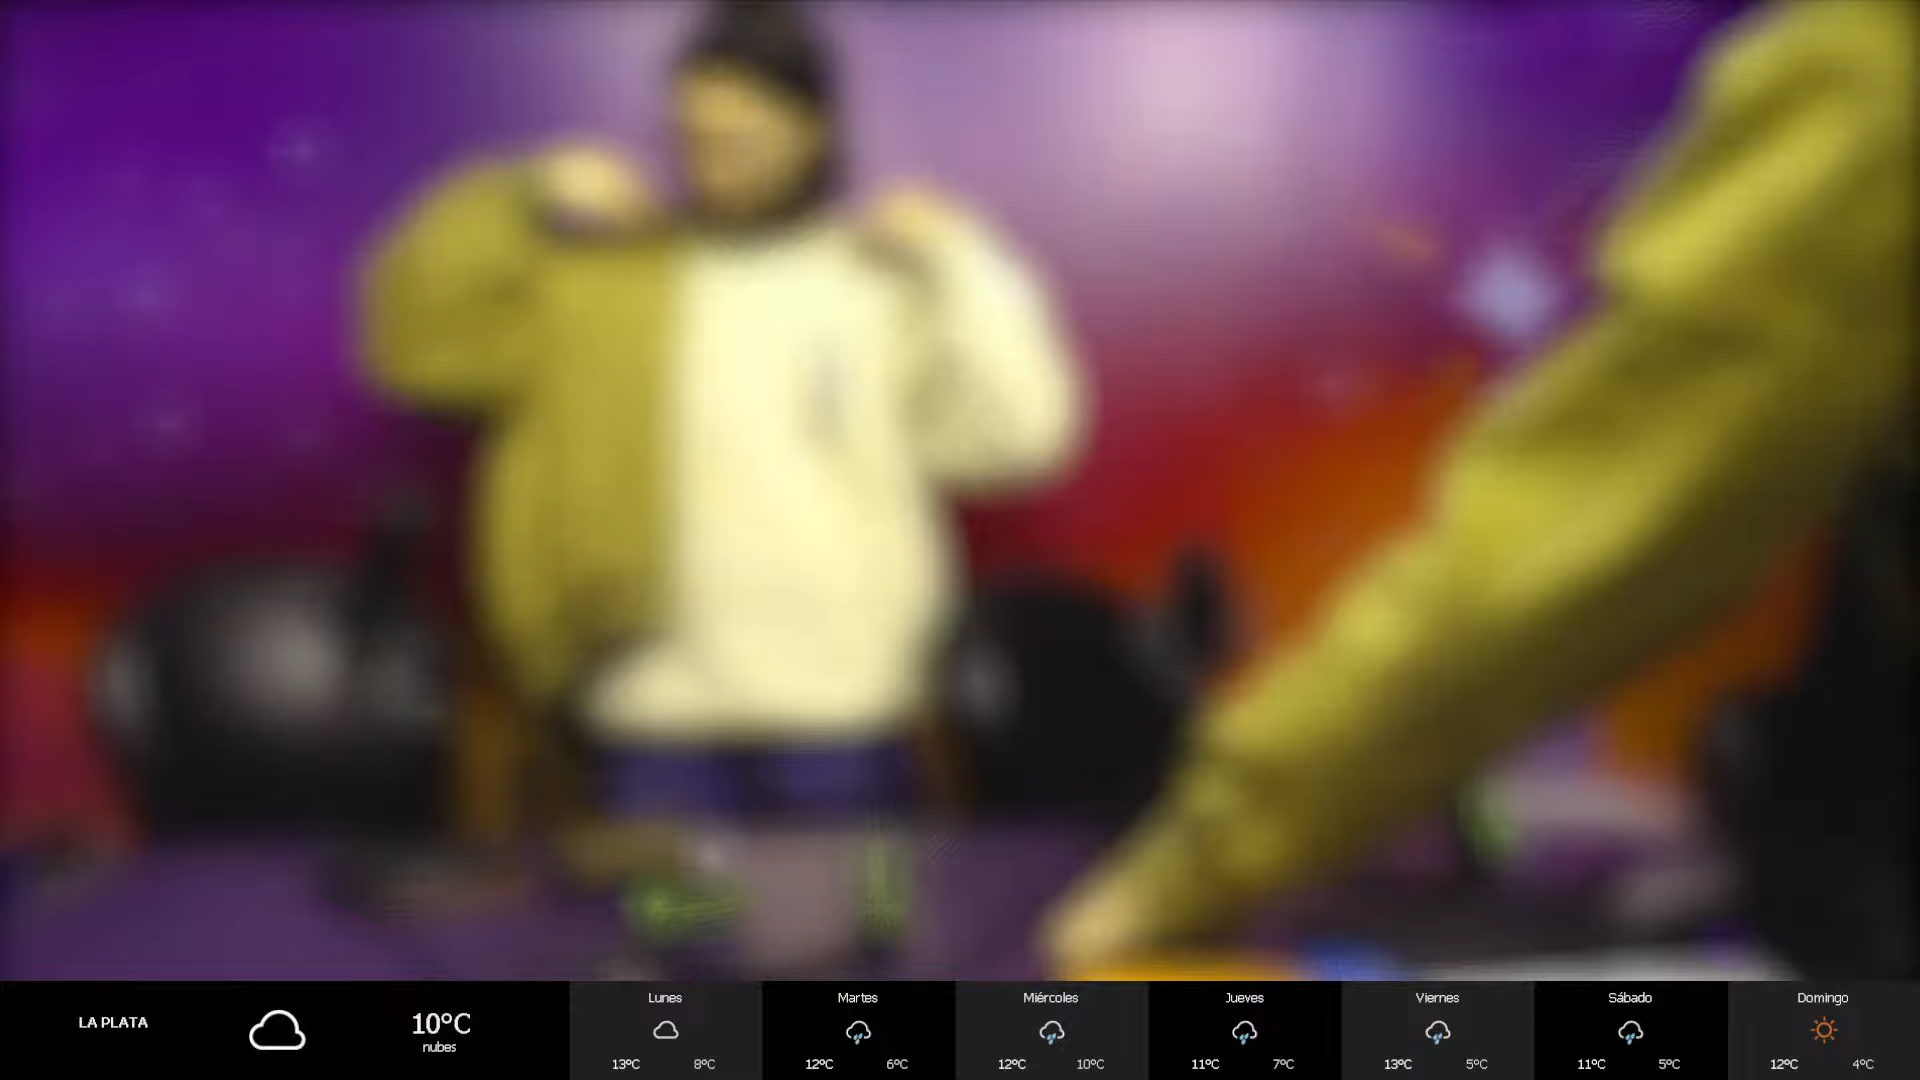 LA PLATA
10°C
nubes
Lunes
13°C 8°C
Martes
12°C 6°C
Miércoles
12°C 10°C
Jueves
11°C 7°C
Viernes
13°C 5°C
Sábado
11°C 5°C
Domingo
12°C 4°C